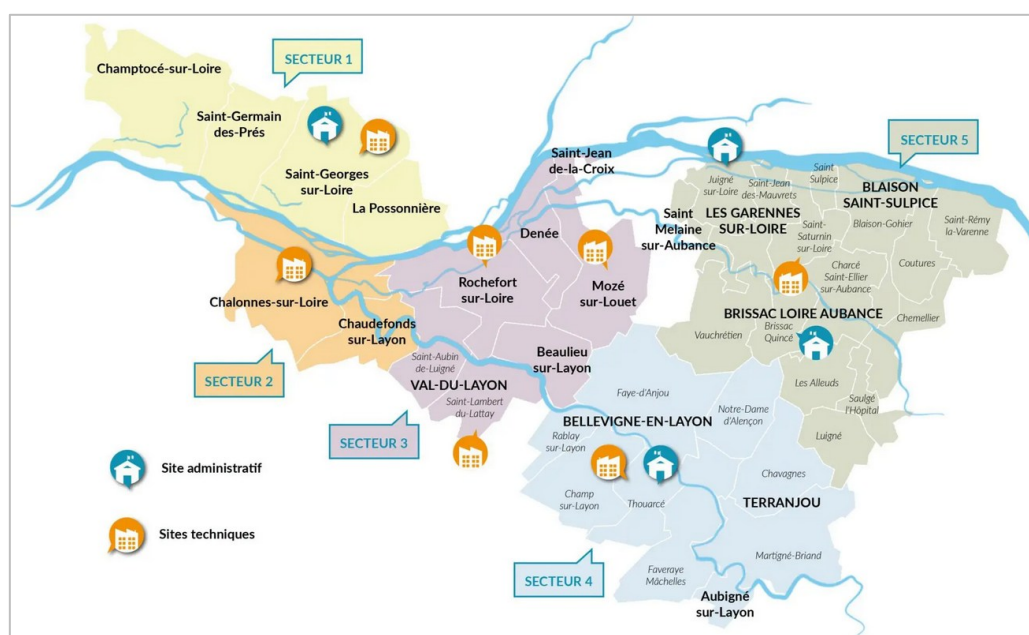 SECTEUR 1
Champtocé-sur-Loire
Saint-Germain
des-Prés
Saint-Georges
sur-Loire
La Possonnière
Saint-Jean
de-la-Croix
SECTEUR 5
Juigné
sur-Loire
Saint-Jean
des-Mauvrets
Saint
Sulpice
BLAISON
SAINT-SULPICE
LES GARENNES
SUR-LOIRE
Blaison-Gohier
Saint-Rémy
la-Varenne
Saint
Melaine
sur-Aubance
Saint-
Saturnin
sur-Loire
Denée
Coutures
Charcé
Saint-Ellier
sur-Aubance
Rochefort
sur-Loire
Mozé
sur-Louet
Chalonnes-sur-Loire
BRISSAC LOIRE AUBANCE
Chemellier
Chaudefonds
sur-Layon
Vauchrétien
Brissac
Quincé
Saint-Aubin
de-Luigné
Beaulieu
sur-Layon
VAL-DU-LAYON
Les Alleuds
SECTEUR 2
Saint-Lambert
du-Lattay
Faye-d'Anjou
Saulgé
l'Hôpital
Notre-Dame
d'Alençon
BELLEVIGNE-EN-LAYON
Luigné
SECTEUR 3
Rablay
sur-Layon
Site administratif
Chavagnes
Champ
sur-Layon
Thouarcé
TERRANJOU
Sites techniques
Martigné-Briand
SECTEUR 4
Faveraye
Mâchelles
Aubigné
sur-Layon